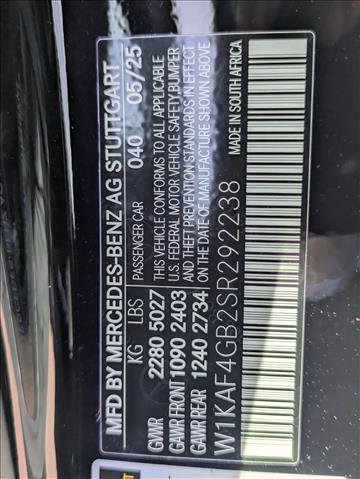 MFD BY MERCEDES-BENZ AG STUTTGART
PASSENGER CAR 040 05/25
KG LBS
GVWR 2280 5027
GAWR FRONT 1090 2403
GAWR REAR 1240 2734
THIS VEHICLE CONFORMS TO ALL APPLICABLE
U.S. FEDERAL MOTOR VEHICLE SAFETY,BUMPER
AND THEFT PREVENTION STANDARDS IN EFFECT
ON DATE OF MANUFACTURE SHOWN ABOVE.
MADE IN SOUTH AFRICA
W1KAF4GB2SR292238